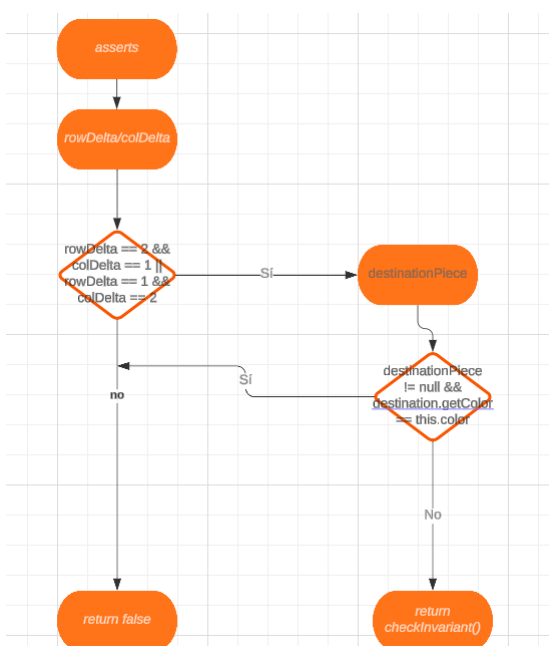 asserts
rowDelta/colDelta
rowDelta == 2 &&
colDelta == 1 ||
rowDelta == 1 &&
colDelta == 2
Sí
destinationPiece
destinationPiece
!= null &&
destination.getColor
== this.color
Sí
no
No
return false
return
checkInvariant()